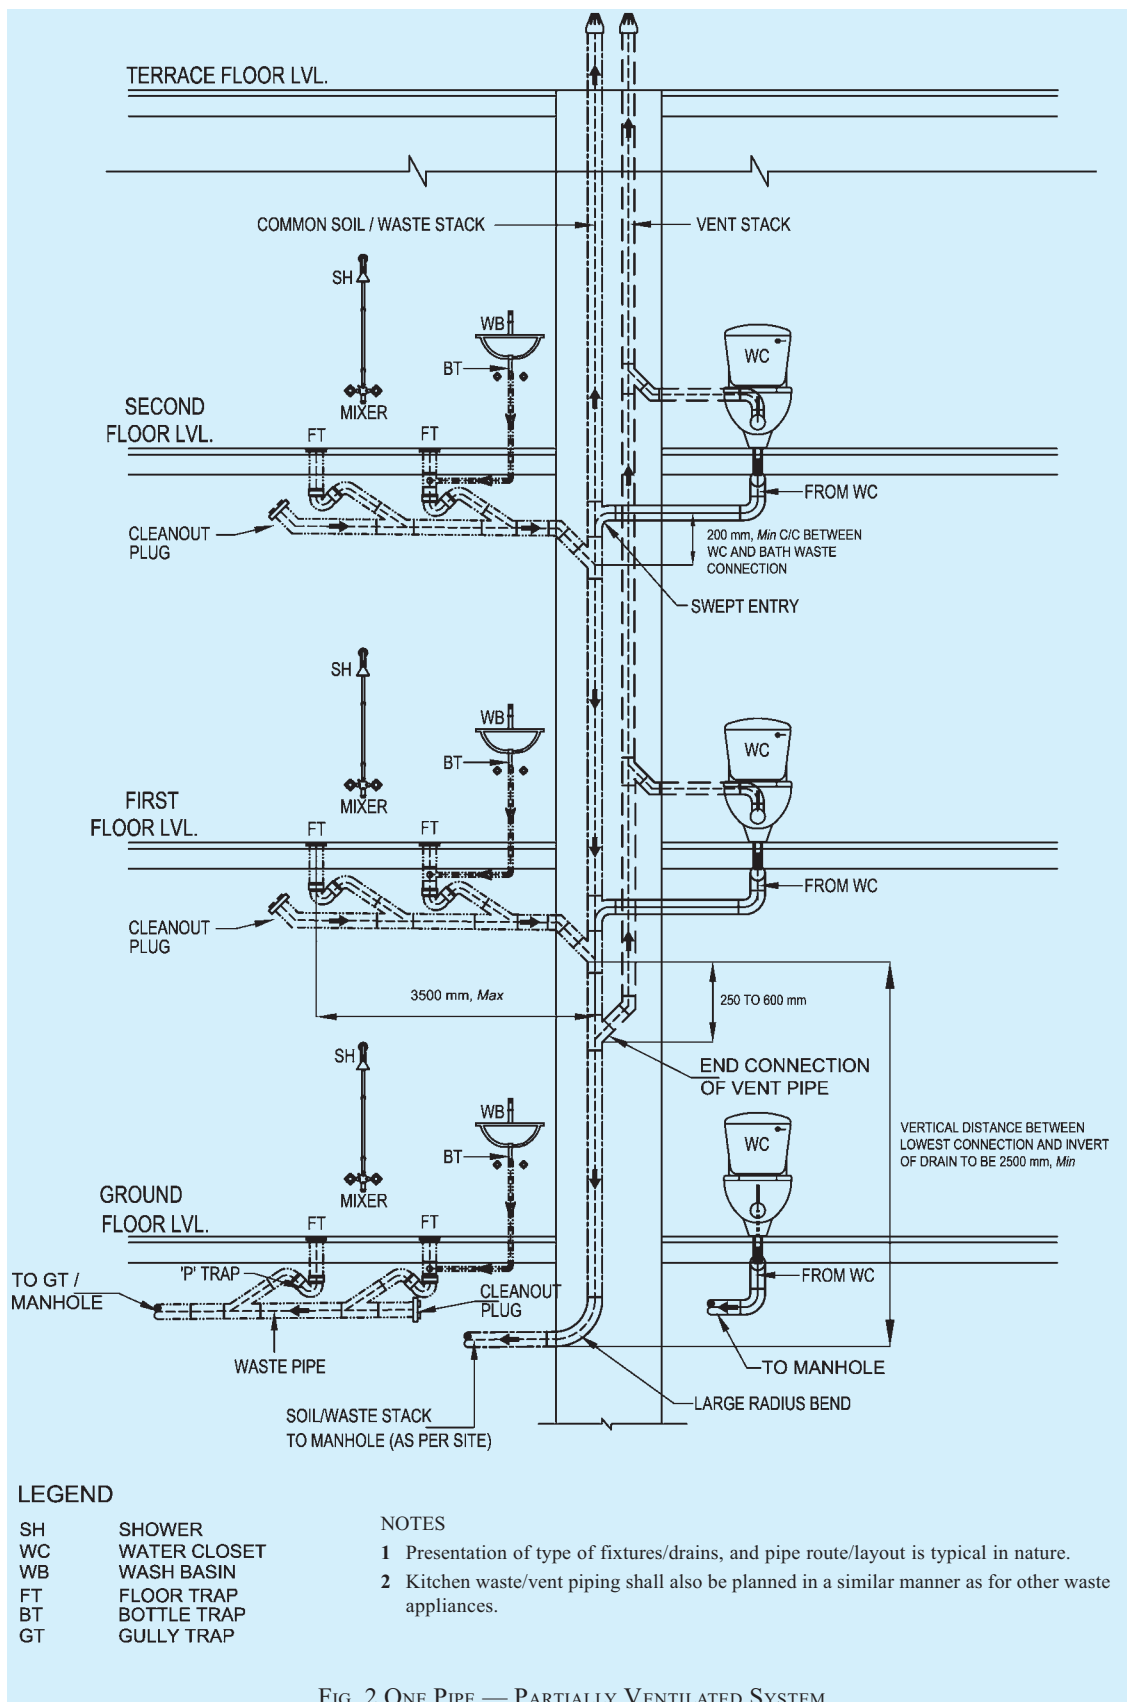 TERRACE FLOOR LVL.
COMMON SOIL / WASTE STACK
VENT STACK
SH
WB
BT
WC
MIXER
SECOND
FLOOR LVL.
FT
FT
FROM WC
CLEANOUT
PLUG
200 mm, Min C/C BETWEEN
WC AND BATH WASTE
CONNECTION
SWEPT ENTRY
SH
WB
BT
WC
MIXER
FIRST
FLOOR LVL.
FT
FT
FROM WC
CLEANOUT
PLUG
3500 mm, Max
250 TO 600 mm
END CONNECTION
OF VENT PIPE
SH
WB
BT
WC
VERTICAL DISTANCE BETWEEN
LOWEST CONNECTION AND INVERT
OF DRAIN TO BE 2500 mm, Min
MIXER
GROUND
FLOOR LVL.
FT
FT
'P' TRAP
TO GT /
MANHOLE
CLEANOUT
PLUG
FROM WC
WASTE PIPE
TO MANHOLE
LARGE RADIUS BEND
SOIL/WASTE STACK
TO MANHOLE (AS PER SITE)
LEGEND
SH SHOWER
WC WATER CLOSET
WB WASH BASIN
FT FLOOR TRAP
BT BOTTLE TRAP
GT GULLY TRAP
NOTES
1 Presentation of type of fixtures/drains, and pipe route/layout is typical in nature.
2 Kitchen waste/vent piping shall also be planned in a similar manner as for other waste
appliances.
FIG. 2 ONE PIPE — PARTIALLY VENTILATED SYSTEM